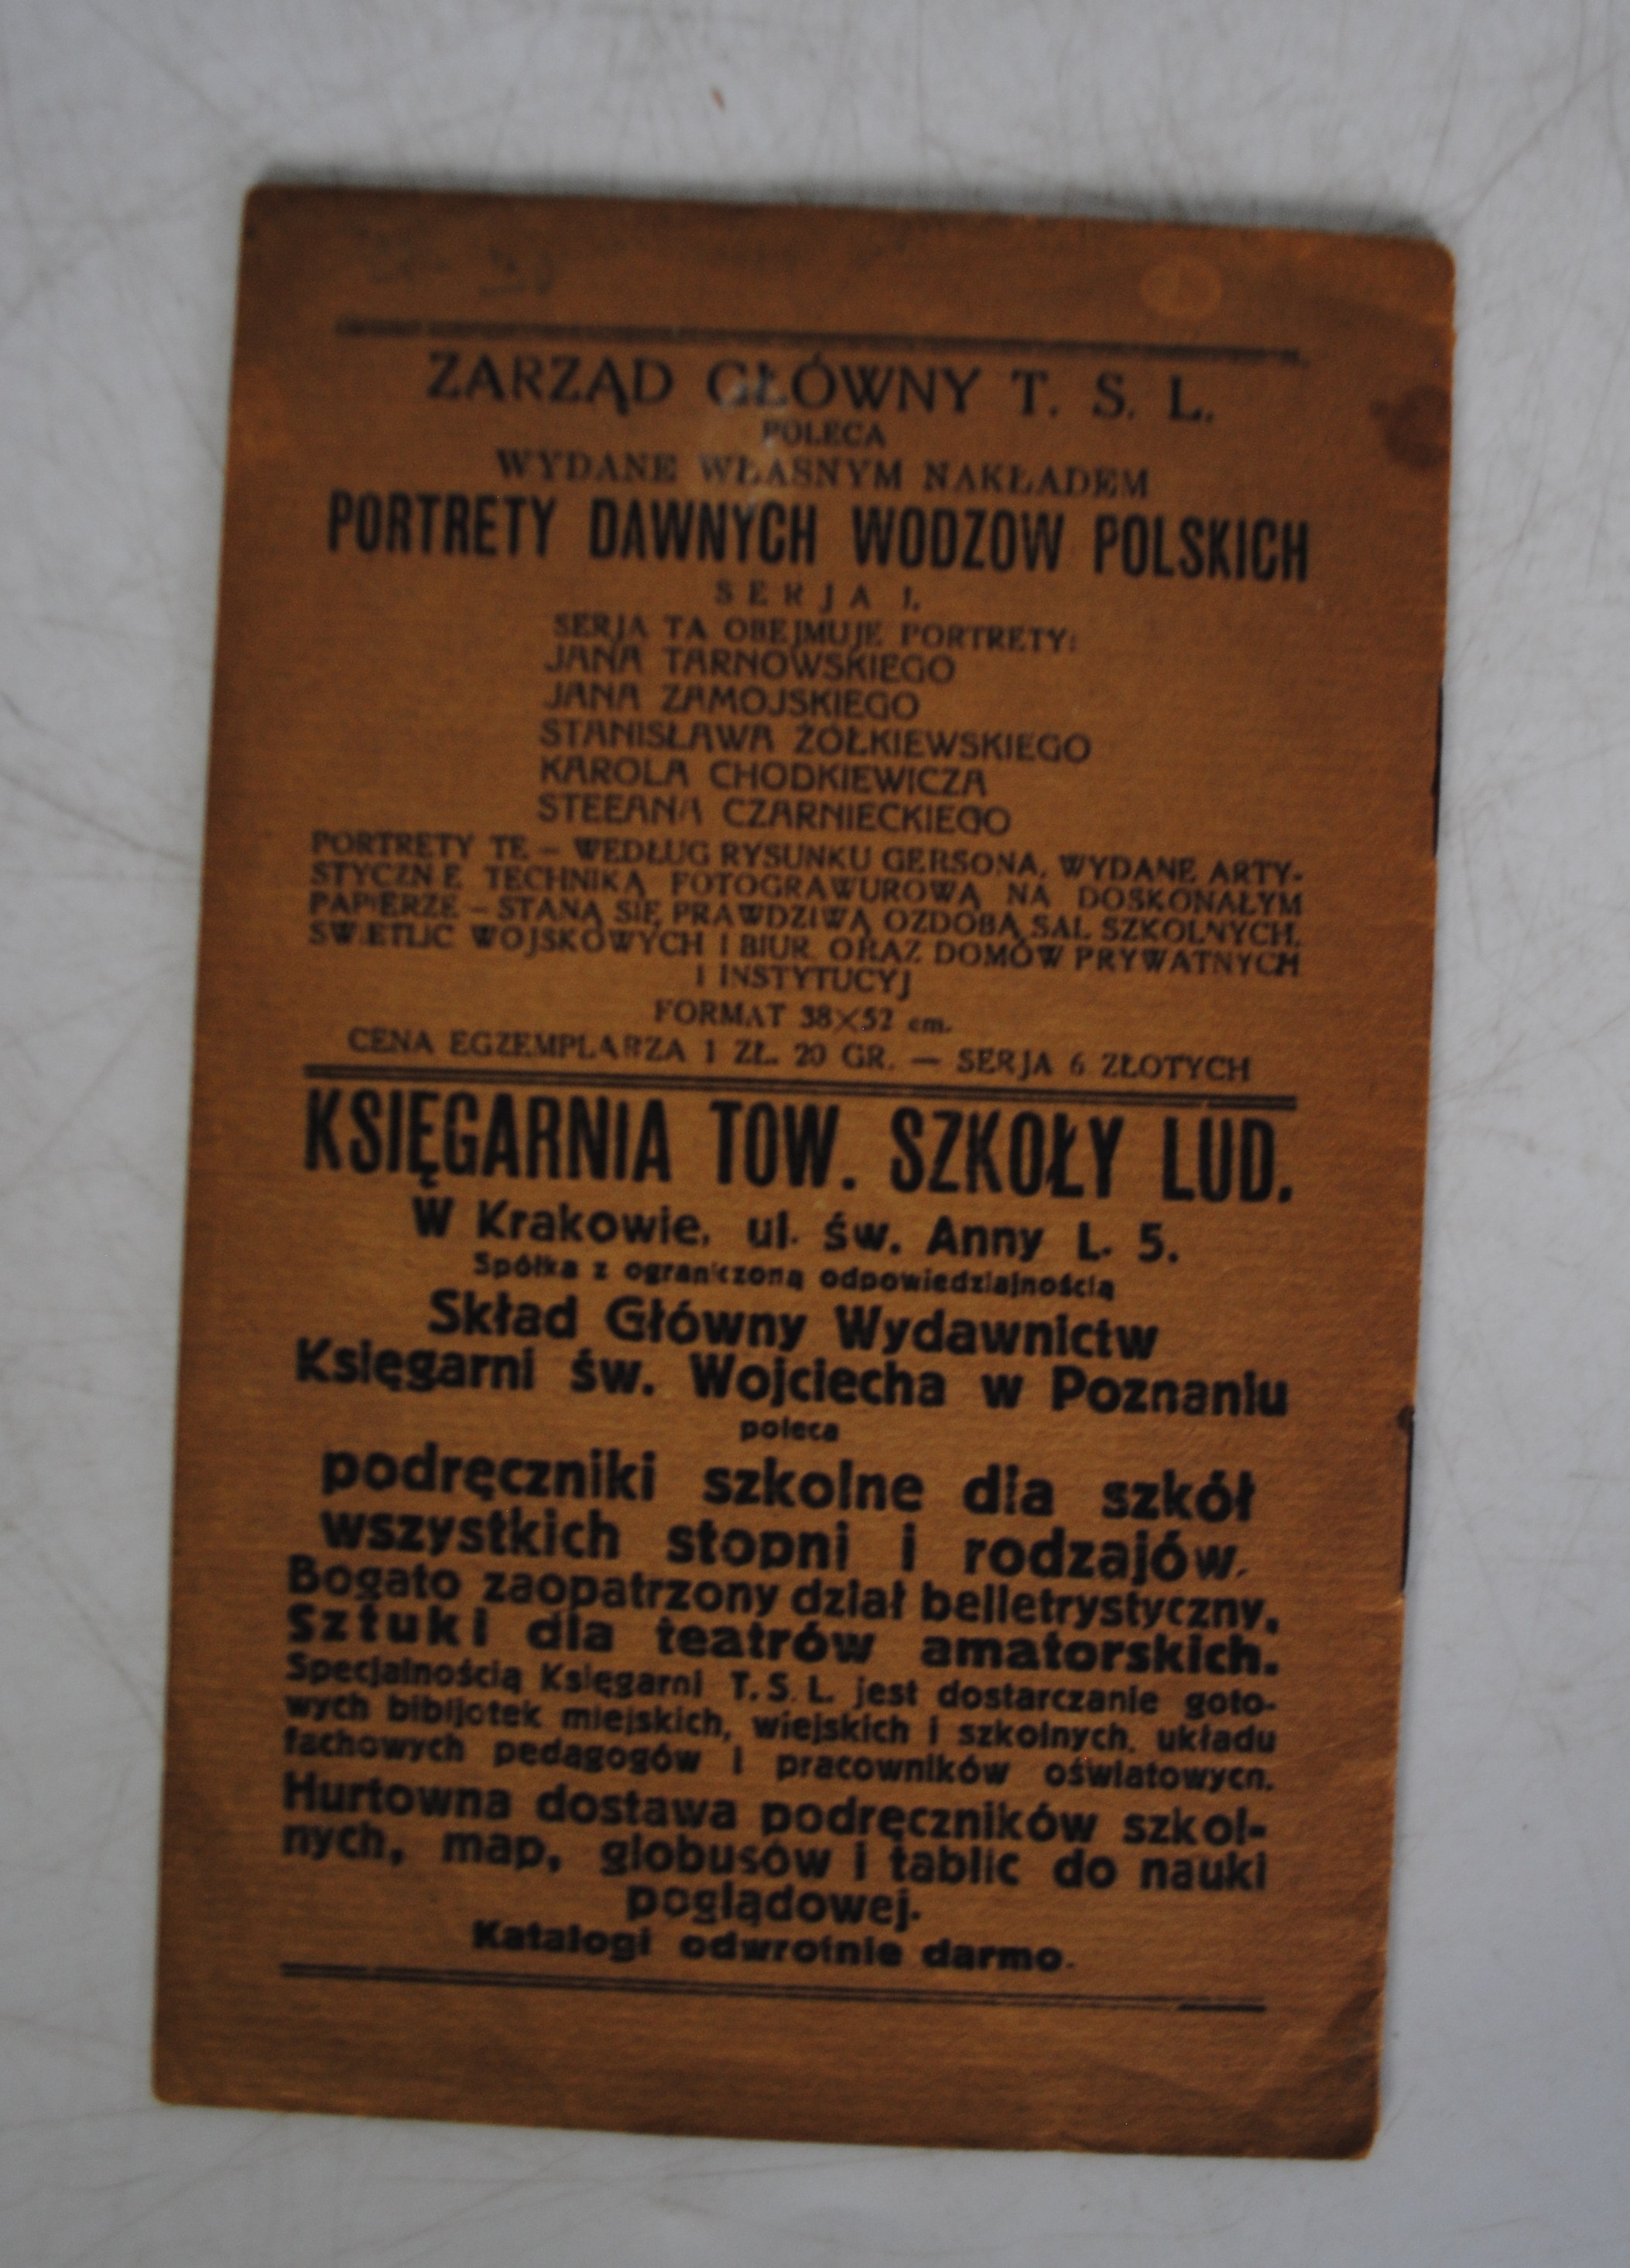 ZARZĄD GŁÓWNY T. S. L.
POLECA
WYDANE WŁASNYM NAKŁADEM
PORTRETY DAWNYCH WODZOW POLSKICH
SERJA I.
SERJA TA OBEJMUJE PORTRETY:
JANA TARNOWSKIEGO
JANA ZAMOJSKIEGO
STANISŁAWA ŻÓŁKIEWSKIEGO
KAROLA CHODKIEWICZA
STEEANA CZARNIECKIEGO
PORTRETY TE – WEDŁUG RYSUNKU GERSONA, WYDANE ARTY-
STYCZNE TECHNIKĄ FOTOGRAWUROWĄ NA DOSKONAŁYM
PAPIERZE – STANĄ SIĘ PRAWDZIWĄ OZDOBĄ SAL SZKOLNYCH,
SWIETLIC WOJSKOWYCH I BIUR ORAZ DOMÓW PRYWATNYCH
I INSTYTUCYJ
FORMAT 38×52 cm.
CENA EGZEMPLARZA 1 ZŁ. 20 GR. — SERJA 6 ZŁOTYCH
KSIĘGARNIA TOW. SZKOŁY LUD.
W Krakowie, ul. św. Anny L. 5.
Spółka z ograniczoną odpowiedzialnością
Skład Główny Wydawnictw
Księgarni św. Wojciecha w Poznaniu
poleca
podręczniki szkolne dla szkół
wszystkich stopni i rodzajów.
Bogato zaopatrzony dział belletrystyczny,
Sztuki dla teatrów amatorskich.
Specjalnością Księgarni T. S. L. jest dostarczanie goto-
wych bibljotek miejskich, wiejskich i szkolnych, układu
fachowych pedagogów i pracowników oświatowych.
Hurtowna dostawa podręczników szkol-
nych, map, globusów i tablic do nauki
poglądowej.
Katalogi odwrotnie darmo.